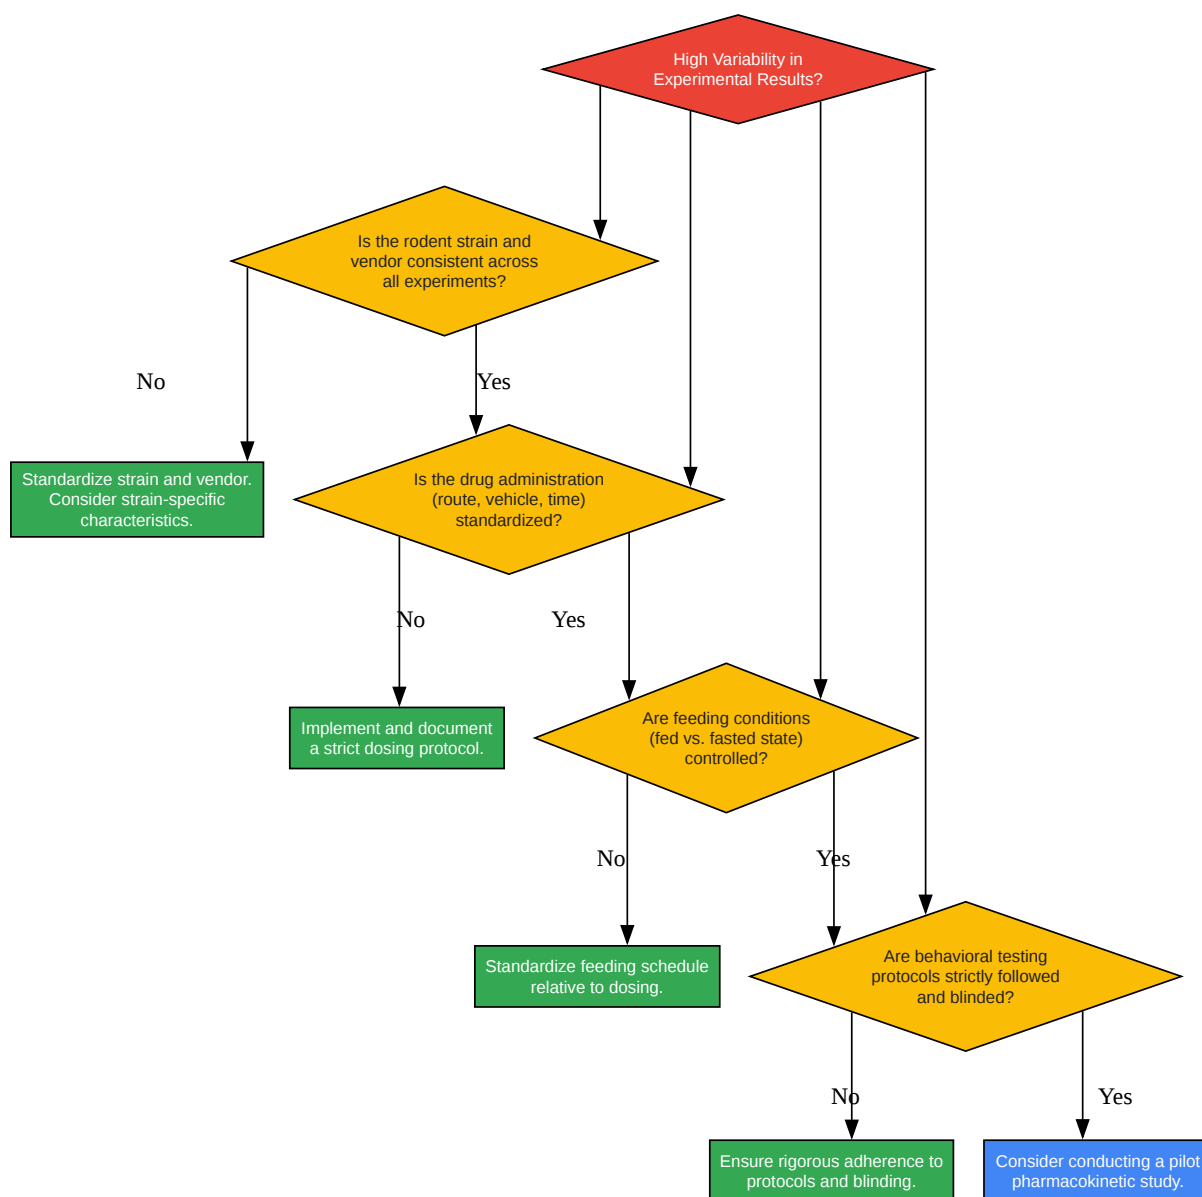 High Variability in
Experimental Results?
Is the rodent strain and
vendor consistent across
all experiments?
No
Yes
Standardize strain and vendor.
Consider strain-specific
characteristics.
Is the drug administration
(route, vehicle, time)
standardized?
No
Yes
Implement and document
a strict dosing protocol.
Are feeding conditions
(fed vs. fasted state)
controlled?
No
Yes
Standardize feeding schedule
relative to dosing.
Are behavioral testing
protocols strictly followed
and blinded?
No
Yes
Ensure rigorous adherence to
protocols and blinding.
Consider conducting a pilot
pharmacokinetic study.